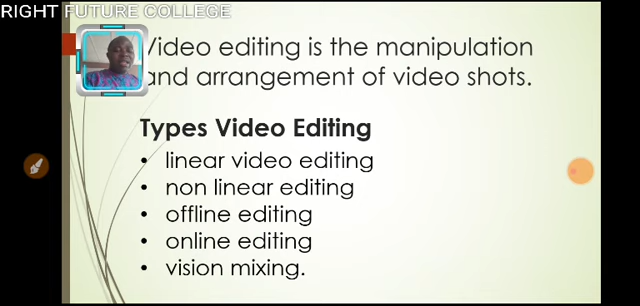 RIGHT FUTURE COLLEGE
Video editing is the manipulation
and arrangement of video shots.
Types Video Editing
• linear video editing
• non linear editing
• offline editing
• online editing
• vision mixing.